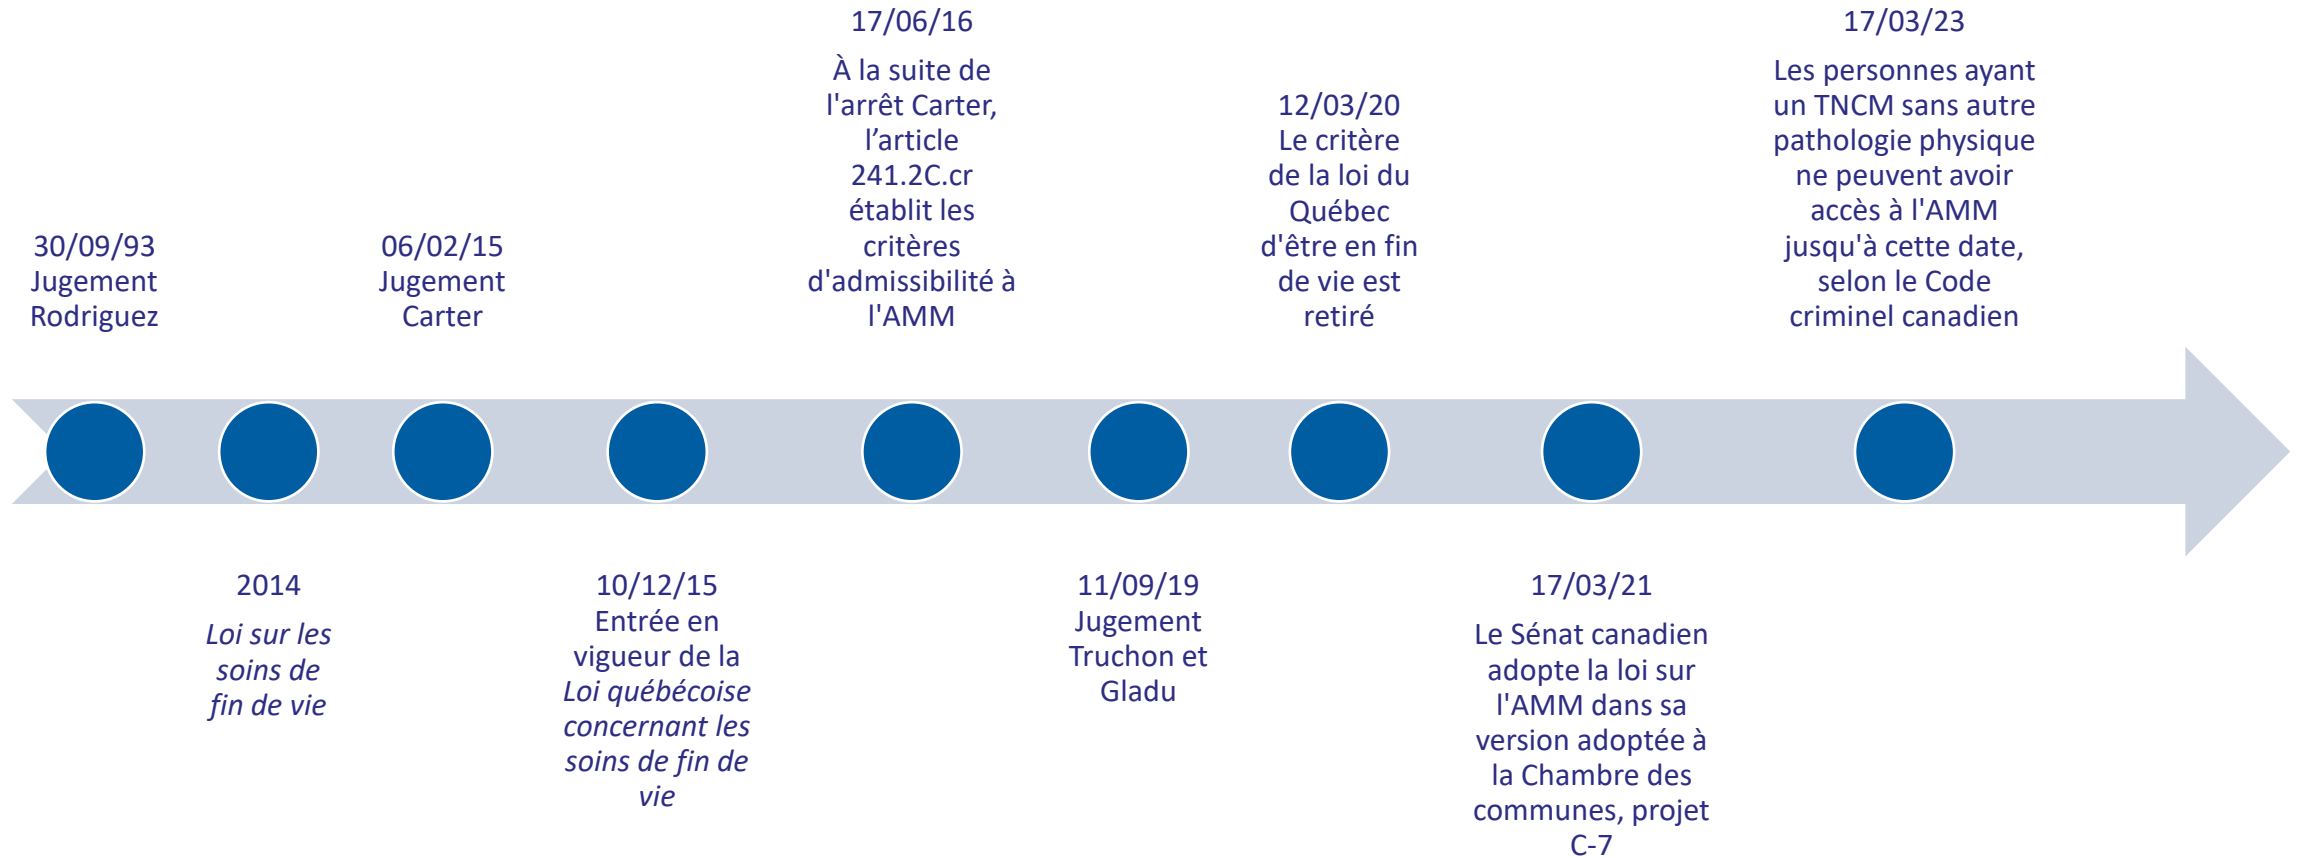 30/09/93
Jugement
Rodriguez
2014
Loi sur les
soins de
fin de vie
06/02/15
Jugement
Carter
10/12/15
Entrée en
vigueur de la
Loi québécoise
concernant les
soins de fin de
vie
17/06/16
À la suite de
l'arrêt Carter,
l’article
241.2C.cr
établit les
critères
d'admissibilité à
l'AMM
11/09/19
Jugement
Truchon et
Gladu
12/03/20
Le critère
de la loi du
Québec
d'être en fin
de vie est
retiré
17/03/21
Le Sénat canadien
adopte la loi sur
l'AMM dans sa
version adoptée à
la Chambre des
communes, projet
C-7
17/03/23
Les personnes ayant
un TNCM sans autre
pathologie physique
ne peuvent avoir
accès à l'AMM
jusqu'à cette date,
selon le Code
criminel canadien